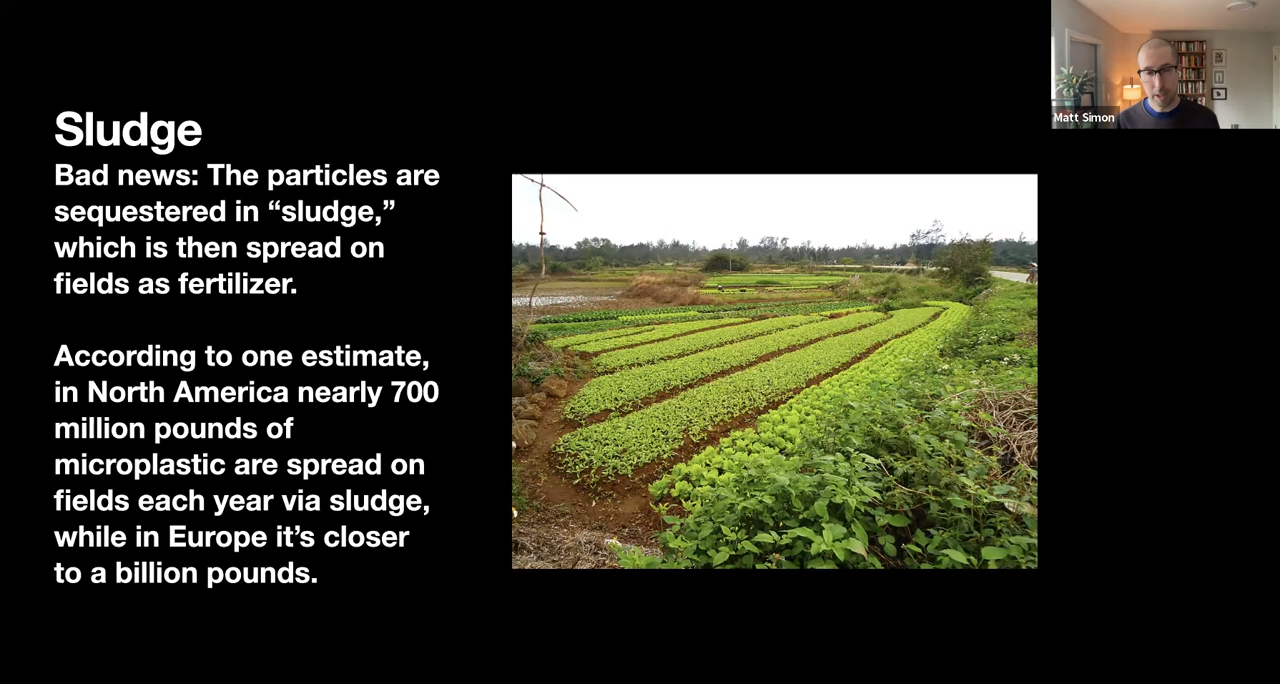 Sludge
Bad news: The particles are
sequestered in “sludge,”
which is then spread on
fields as fertilizer.
According to one estimate,
in North America nearly 700
million pounds of
microplastic are spread on
fields each year via sludge,
while in Europe it’s closer
to a billion pounds.
Matt Simon